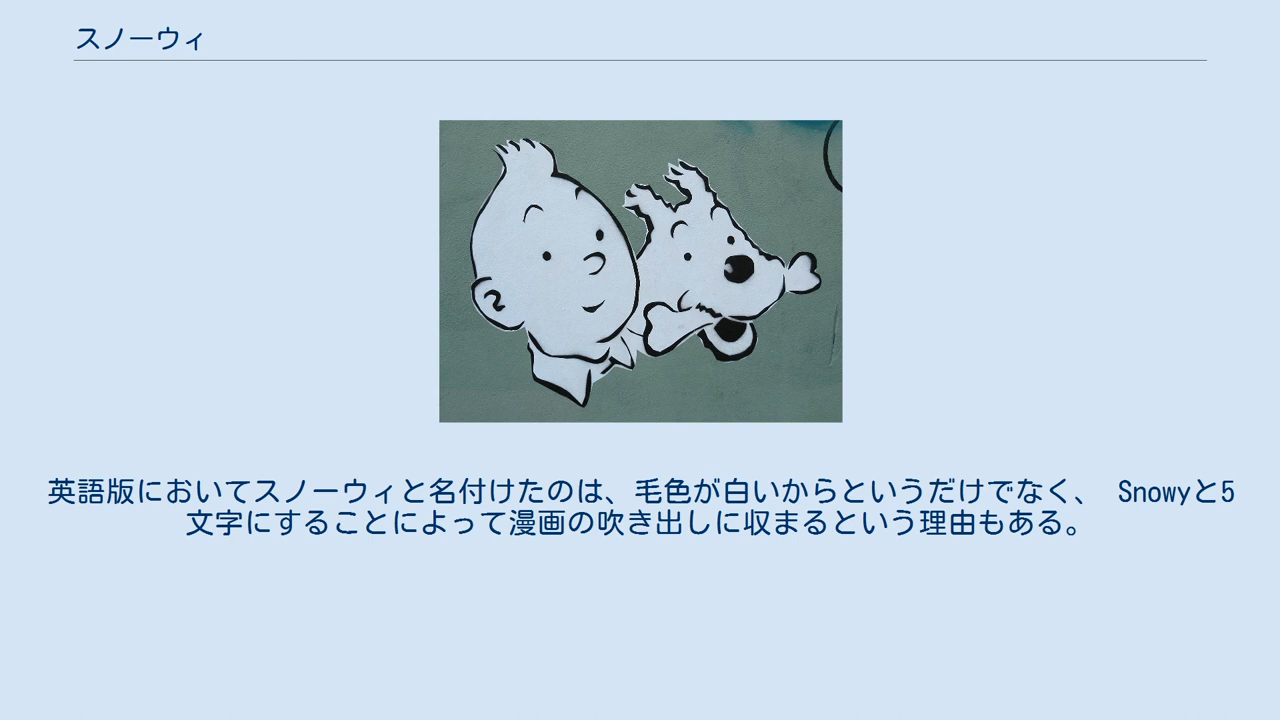 スノーウィ
英語版においてスノーウィと名付けたのは、毛色が白いからというだけでなく、 Snowyと5
文字にすることによって漫画の吹き出しに収まるという理由もある。